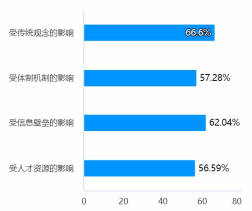 受传统观念的影响 66.6%
受体制机制的影响 57.28%
受信息壁垒的影响 62.04%
受人才资源的影响 56.59%
0 20 40 60 80